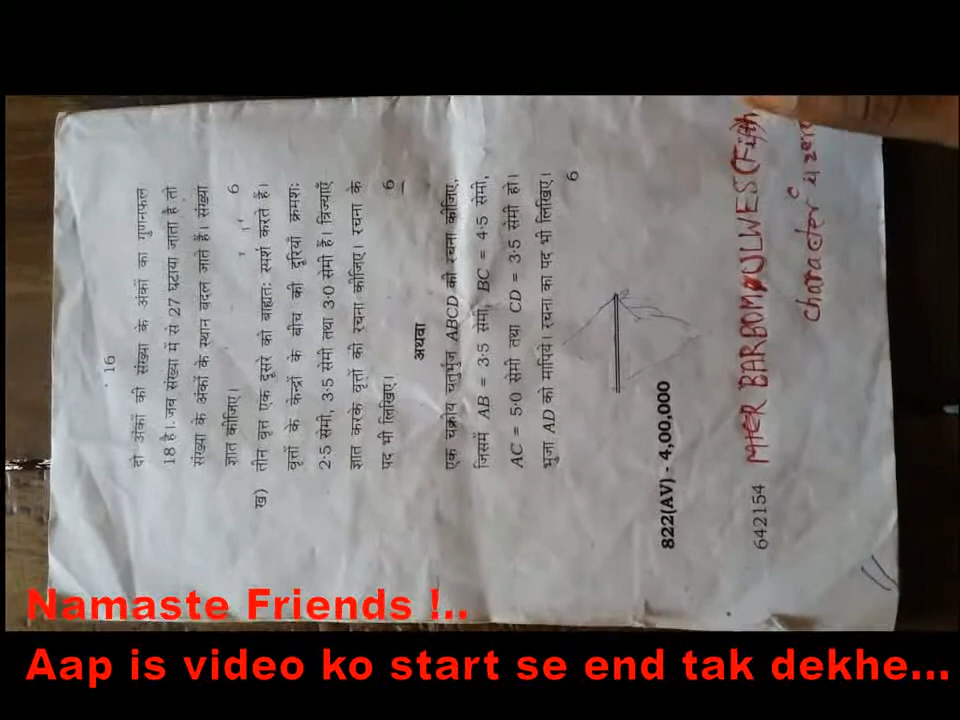 16
दो अंकों की संख्या के अंकों का गुणनफल
18 है। जब संख्या में से 27 घटाया जाता है तो
संख्या के अंकों के स्थान बदल जाते हैं। संख्या
ज्ञात कीजिए। 6
ख) तीन वृत्त एक दूसरे को बाह्यतः स्पर्श करते हैं।
वृत्तों के केन्द्रों के बीच की दूरियाँ क्रमशः
2·5 सेमी, 3·5 सेमी तथा 3·0 सेमी हैं। त्रिज्याएँ
ज्ञात करके वृत्तों की रचना कीजिए। रचना के
पद भी लिखिए। 6
अथवा
एक चक्रीय चतुर्भुज ABCD की रचना कीजिए,
जिसमें AB = 3·5 सेमी, BC = 4·5 सेमी,
AC = 5·0 सेमी तथा CD = 3·5 सेमी हो।
भुजा AD को मापिये। रचना का पद भी लिखिए। 6
822(AV) - 4,00,000
642154
Namaste Friends !..
Aap is video ko start se end tak dekhe...